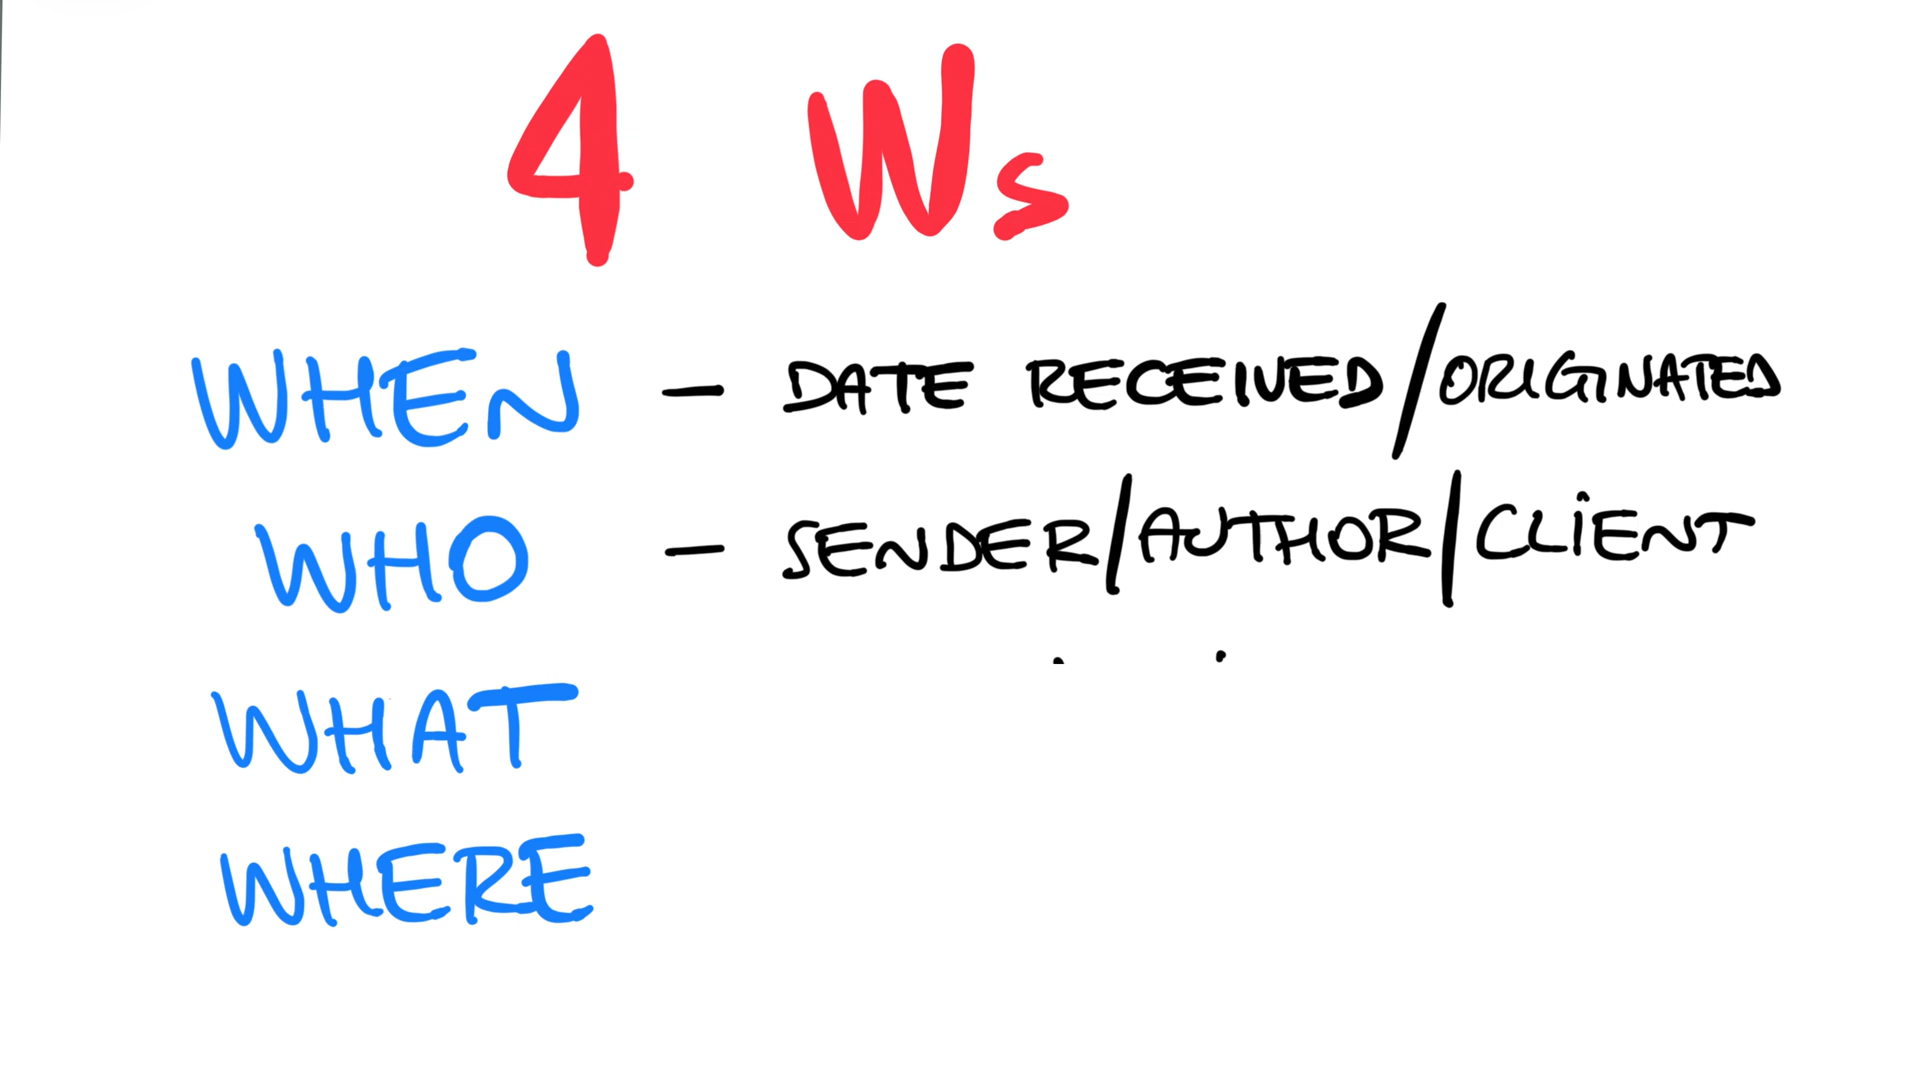 4 Ws
WHEN – DATE RECEIVED/ORIGINATED
WHO – SENDER/AUTHOR/CLIENT
WHAT
WHERE